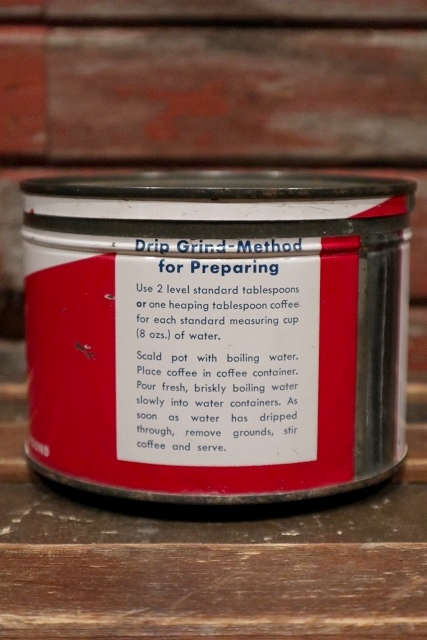 Drip Grind-Method
for Preparing
Use 2 level standard tablespoons
or one heaping tablespoon coffee
for each standard measuring cup
(8 ozs.) of water.
Scald pot with boiling water.
Place coffee in coffee container.
Pour fresh, briskly boiling water
slowly into water containers. As
soon as water has dripped
through, remove grounds, stir
coffee and serve.